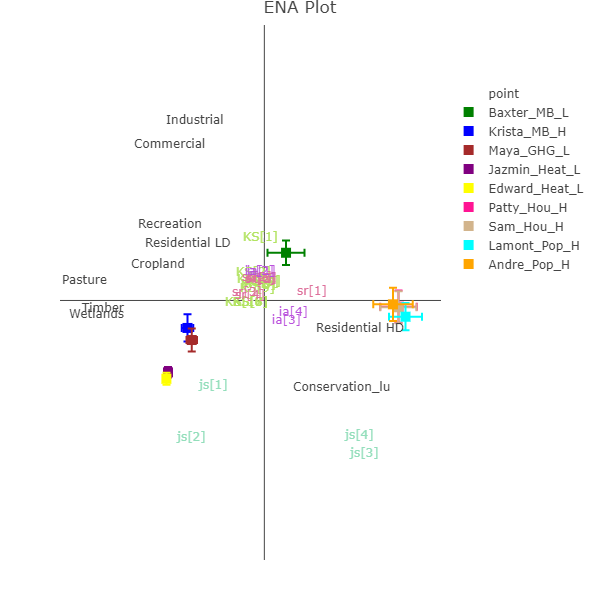 ENA Plot
point
Baxter_MB_L
Krista_MB_H
Maya_GHG_L
Jazmin_Heat_L
Edward_Heat_L
Patty_Hou_H
Sam_Hou_H
Lamont_Pop_H
Andre_Pop_H
Industrial
Commercial
Recreation
KS[1]
Residential LD
Cropland
Pasture
sr[1]
Timber
Wetlands
ia[4]
ia[3]
Residential HD
js[1]
Conservation_lu
js[2]
js[4]
js[3]